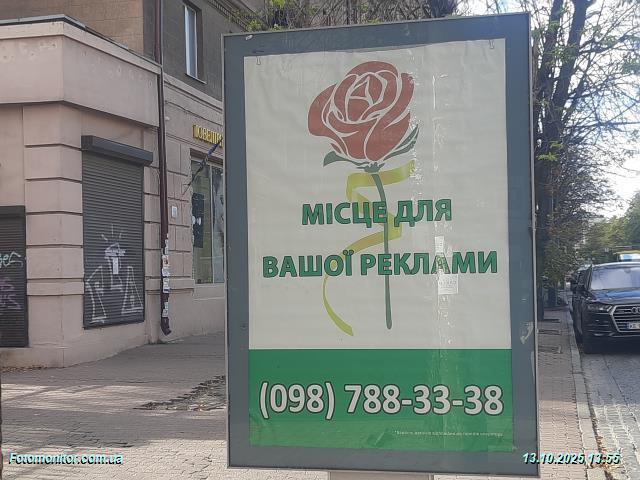 МІСЦЕ ДЛЯ
ВАШОЇ РЕКЛАМИ
(098) 788-33-38
Fotomonitor.com.ua
13.10.2025 13:55